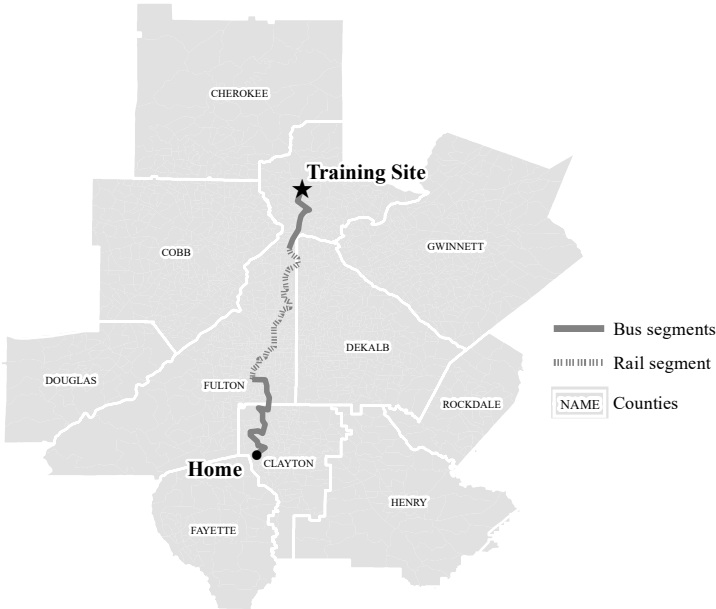 CHEROKEE
Training Site
COBB
GWINNETT
Bus segments
DEKALB
Rail segment
DOUGLAS
FULTON
ROCKDALE
NAME
Counties
Home
CLAYTON
HENRY
FAYETTE